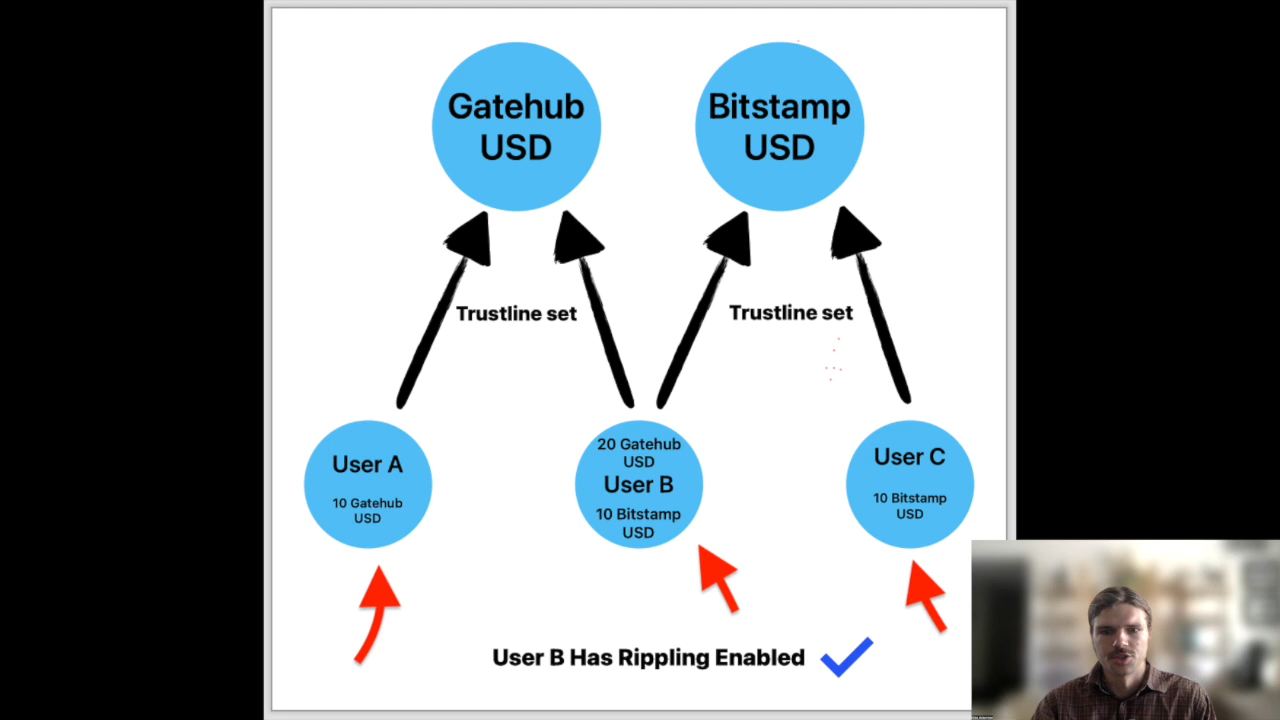 Gatehub
USD
Bitstamp
USD
Trustline set
Trustline set
User A
10 Gatehub
USD
20 Gatehub
USD
User B
10 Bitstamp
USD
User C
10 Bitstamp
USD
User B Has Rippling Enabled